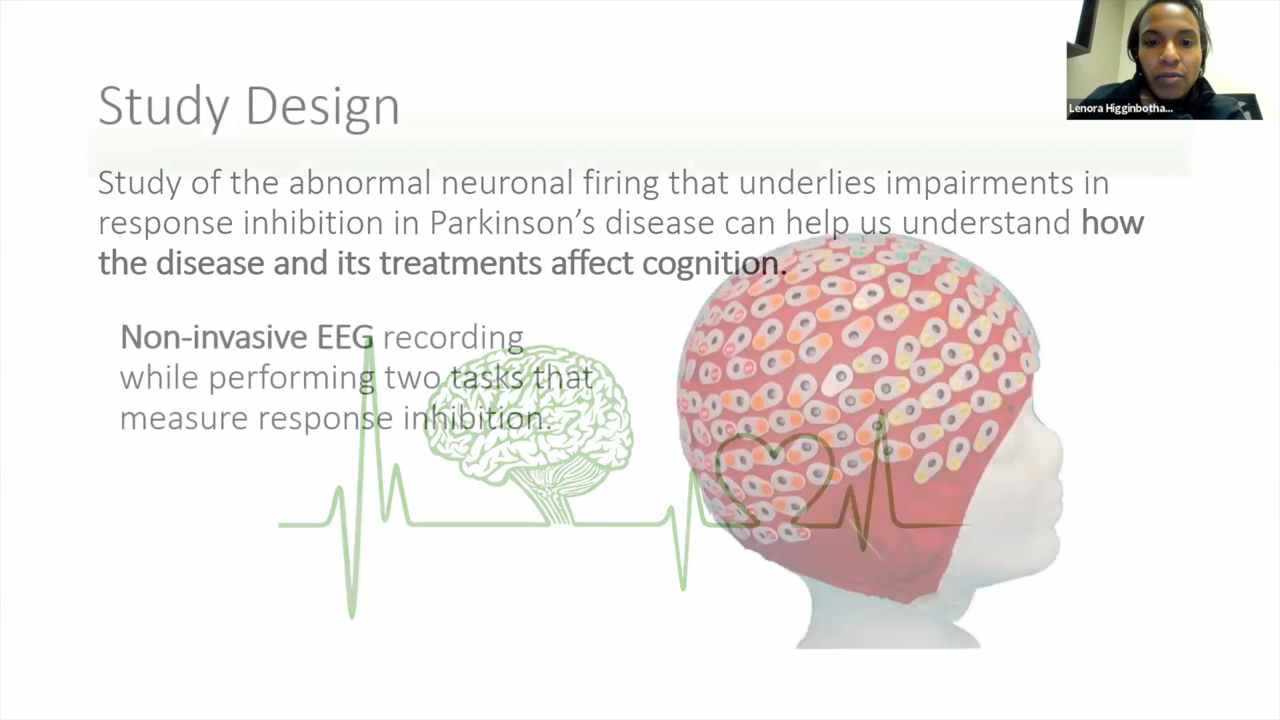 Lenora Higginbotha...
Study Design
Study of the abnormal neuronal firing that underlies impairments in
response inhibition in Parkinson's disease can help us understand how
the disease and its treatments affect cognition.
Non-invasive EEG recording
while performing two tasks that
measure response inhibition.